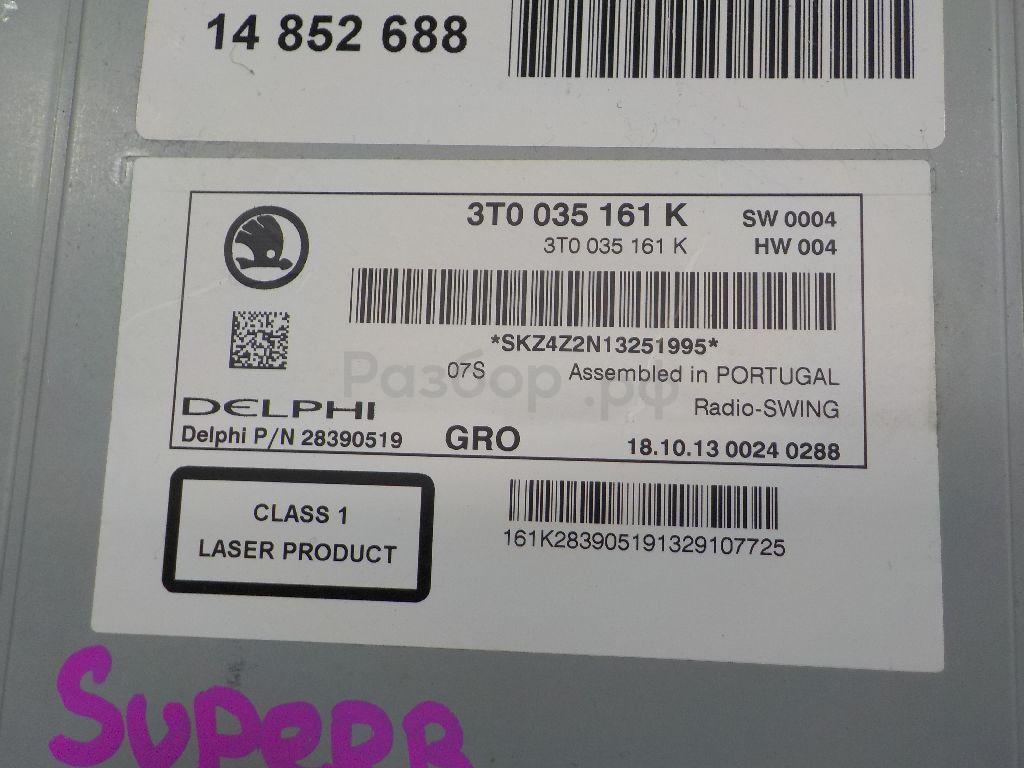 14 852 688
3T0 035 161 K SW 0004
3T0 035 161 K HW 004
*SKZ4Z2N13251995*
07S Assembled in PORTUGAL
Разбор.рф
DELPHI Radio-SWING
Delphi P/N 28390519 GRO 18.10.13 0024 0288
CLASS 1
LASER PRODUCT
161K283905191329107725
SUPERB